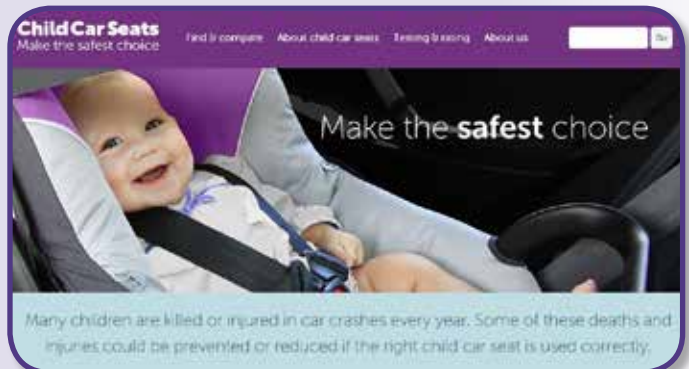 Child Car Seats
Make the safest choice
Find & compare About child car seats Testing & rating About us
Go
Make the safest choice
Many children are killed or injured in car crashes every year. Some of these deaths and
injuries could be prevented or reduced if the right child car seat is used correctly.